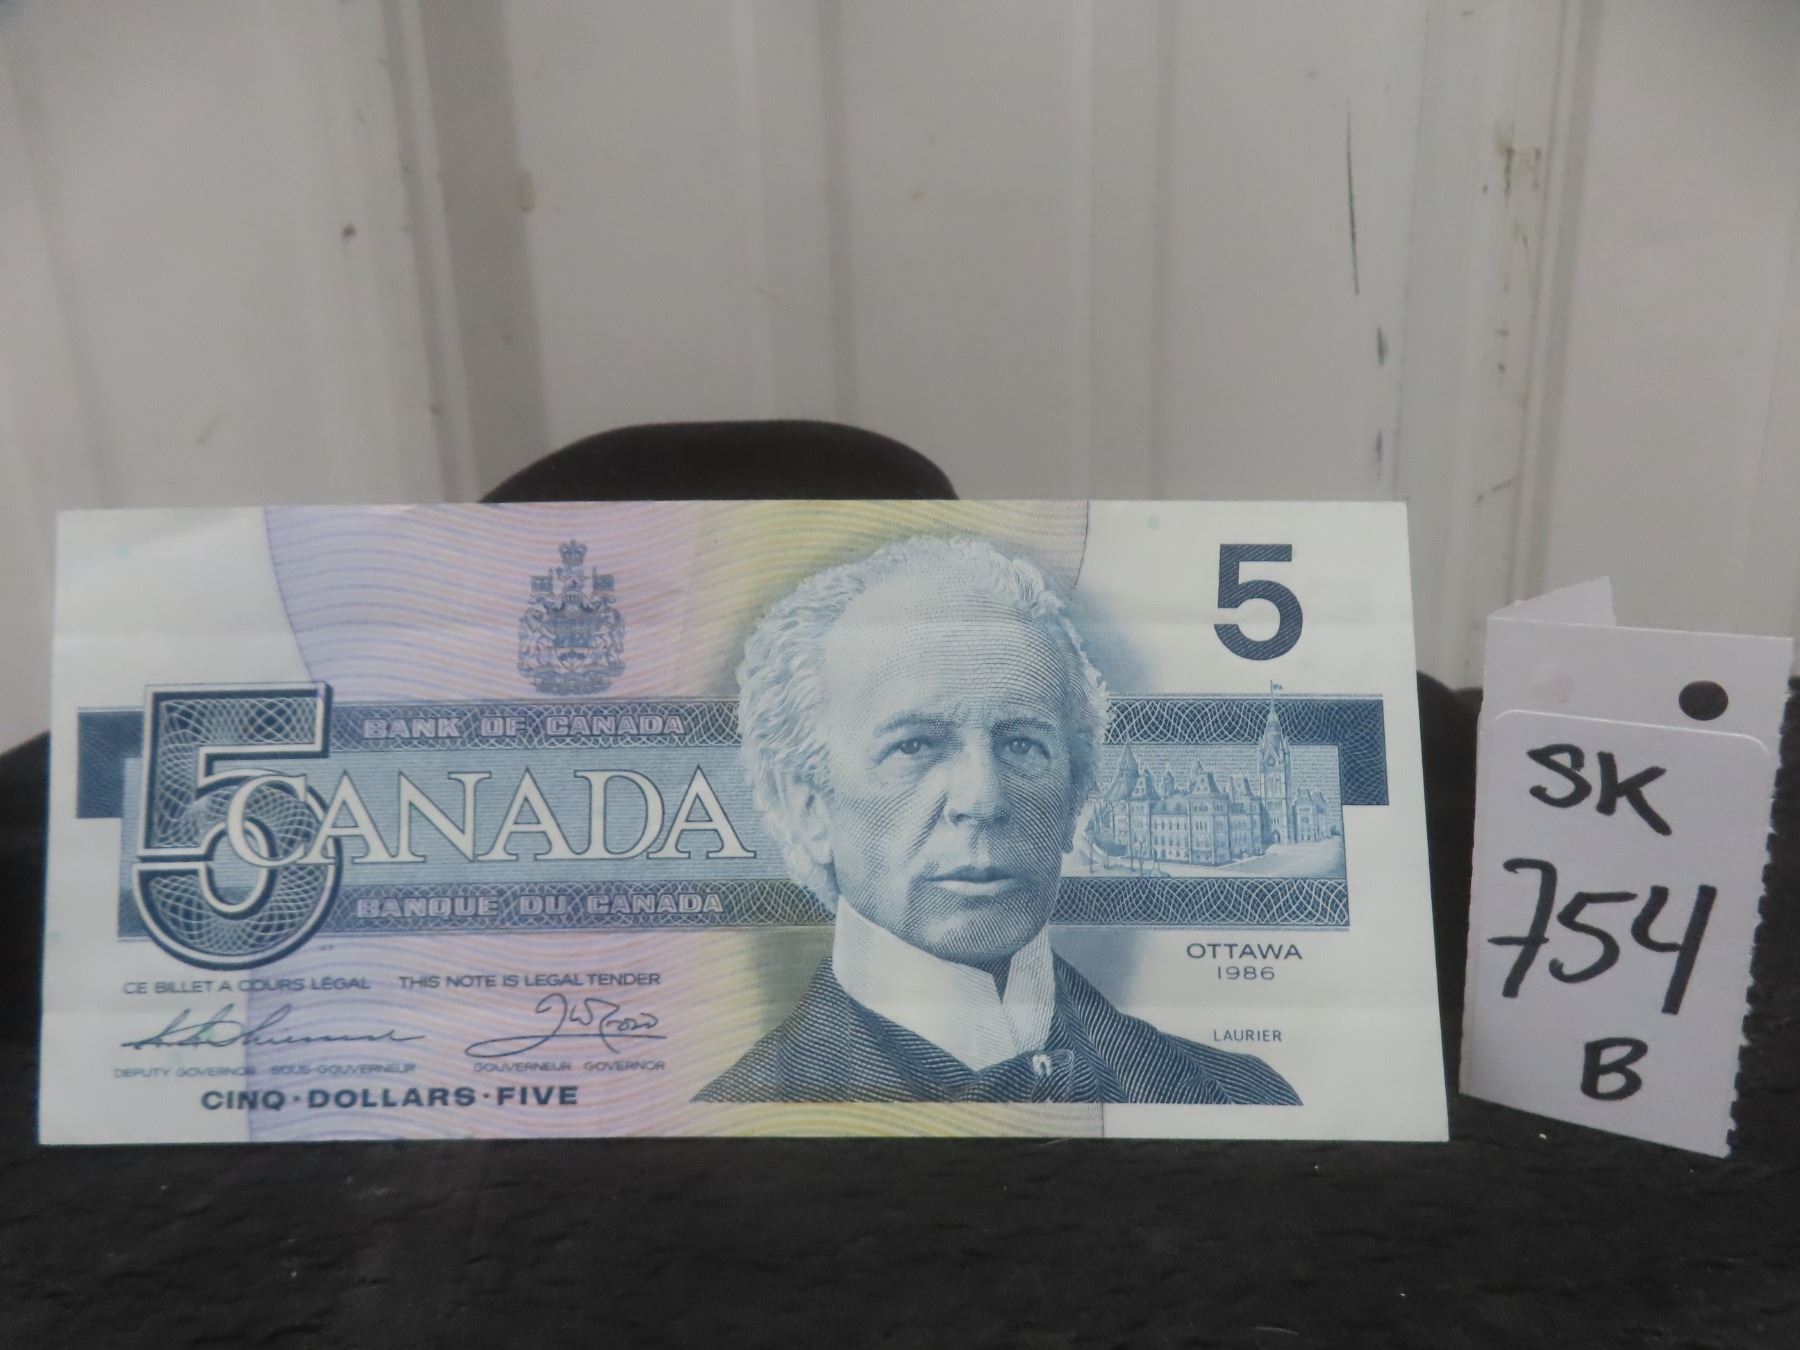 5
BANK OF CANADA
5
CANADA
BANQUE DU CANADA
OTTAWA
1986
CE BILLET A COURS LÉGAL THIS NOTE IS LEGAL TENDER
LAURIER
DEPUTY GOVERNOR SOUS-GOUVERNEUR GOUVERNEUR GOVERNOR
CINQ·DOLLARS·FIVE
SK
754
B